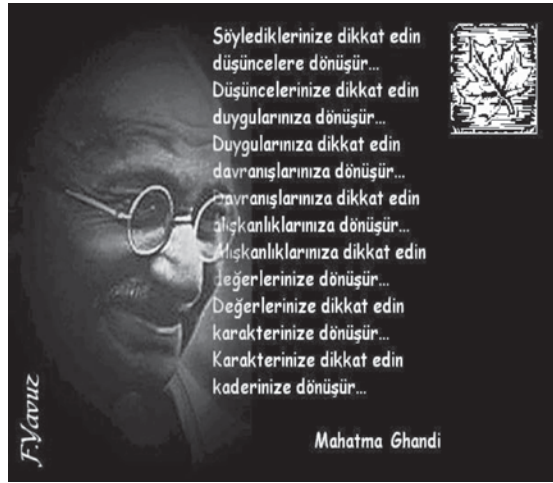 Söylediklerinize dikkat edin
düşüncelere dönüşür...
Düşüncelerinize dikkat edin
duygularınıza dönüşür...
Duygularınıza dikkat edin
davranışlarınıza dönüşür...
Davranışlarınıza dikkat edin
alışkanlıklarınıza dönüşür...
Alışkanlıklarınıza dikkat edin
değerlerinize dönüşür...
Değerlerinize dikkat edin
karakterinize dönüşür...
Karakterinize dikkat edin
kaderinize dönüşür...
Mahatma Ghandi
F.Yavuz